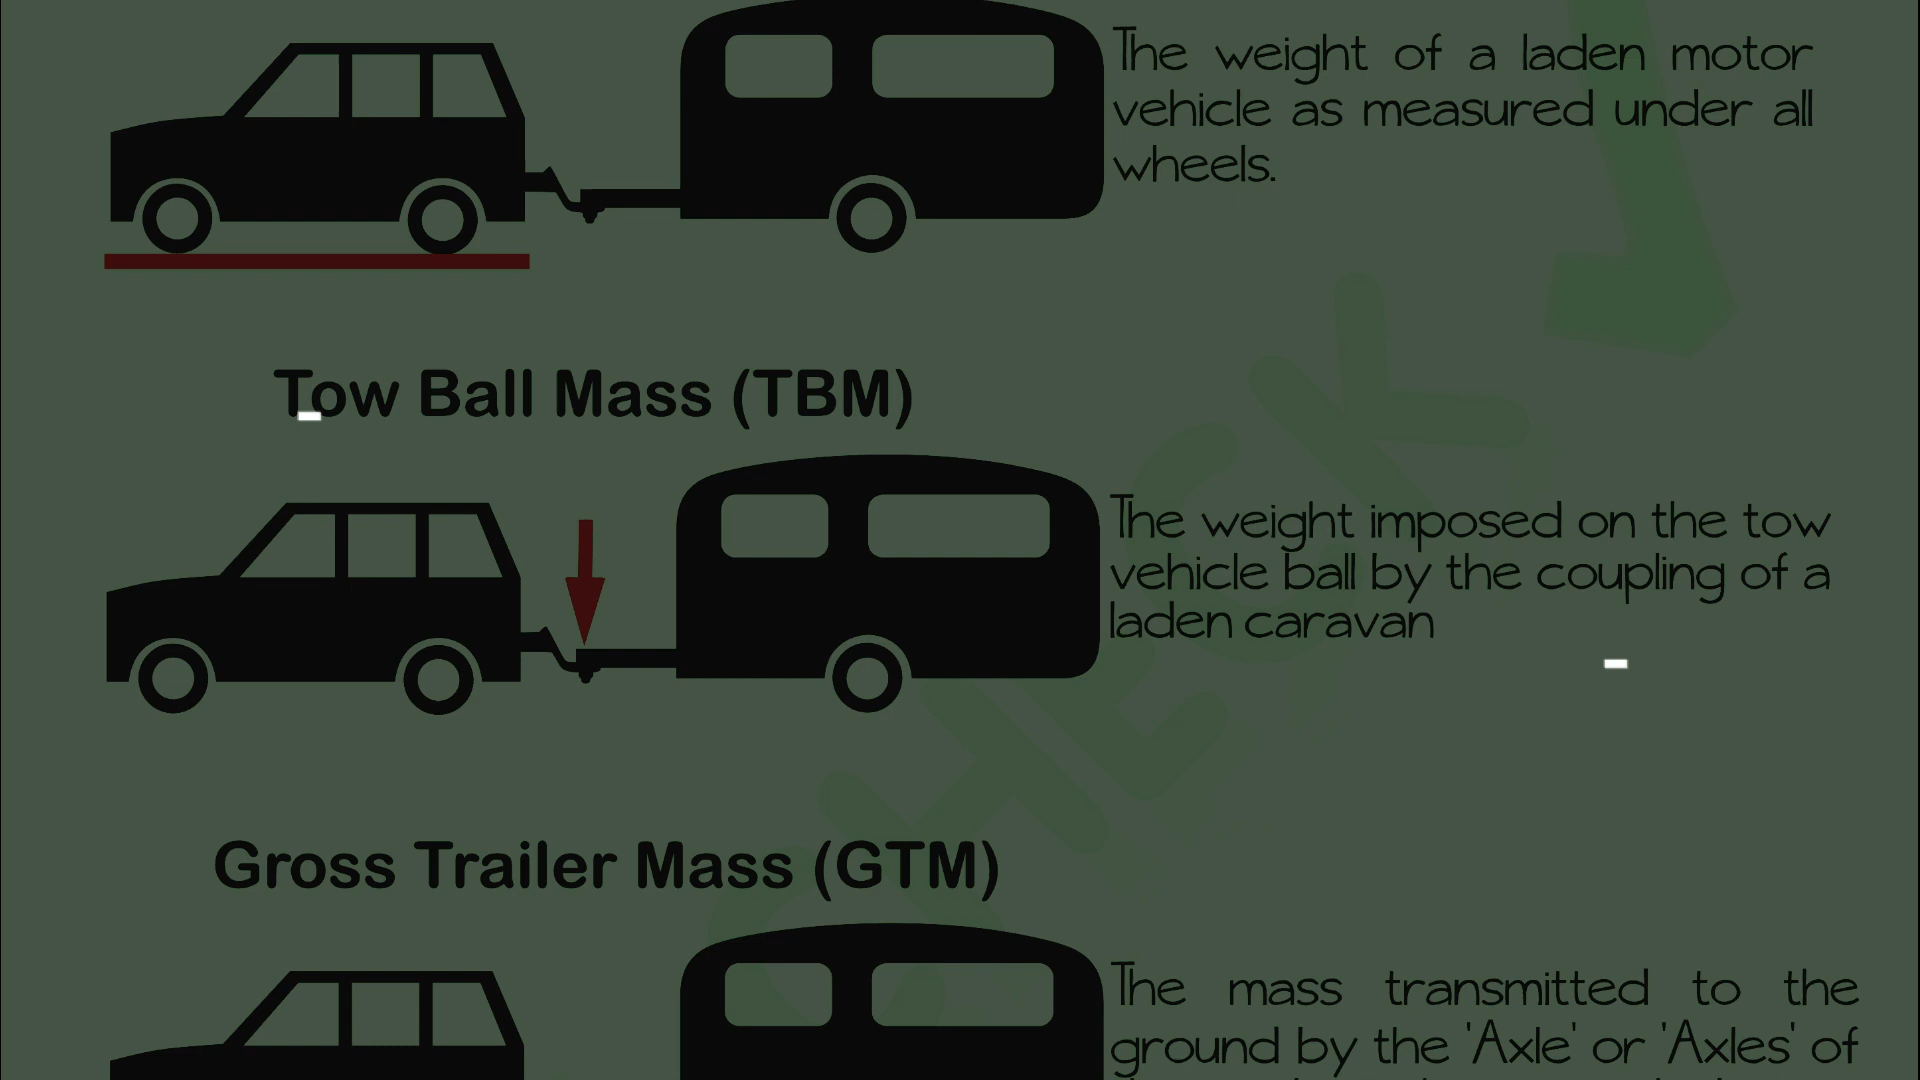 The weight of a laden motor
vehicle as measured under all
wheels.
Tow Ball Mass (TBM)
The weight imposed on the tow
vehicle ball by the coupling of a
laden caravan
Gross Trailer Mass (GTM)
The mass transmitted to the
ground by the 'Axle' or 'Axles' of
CHECK